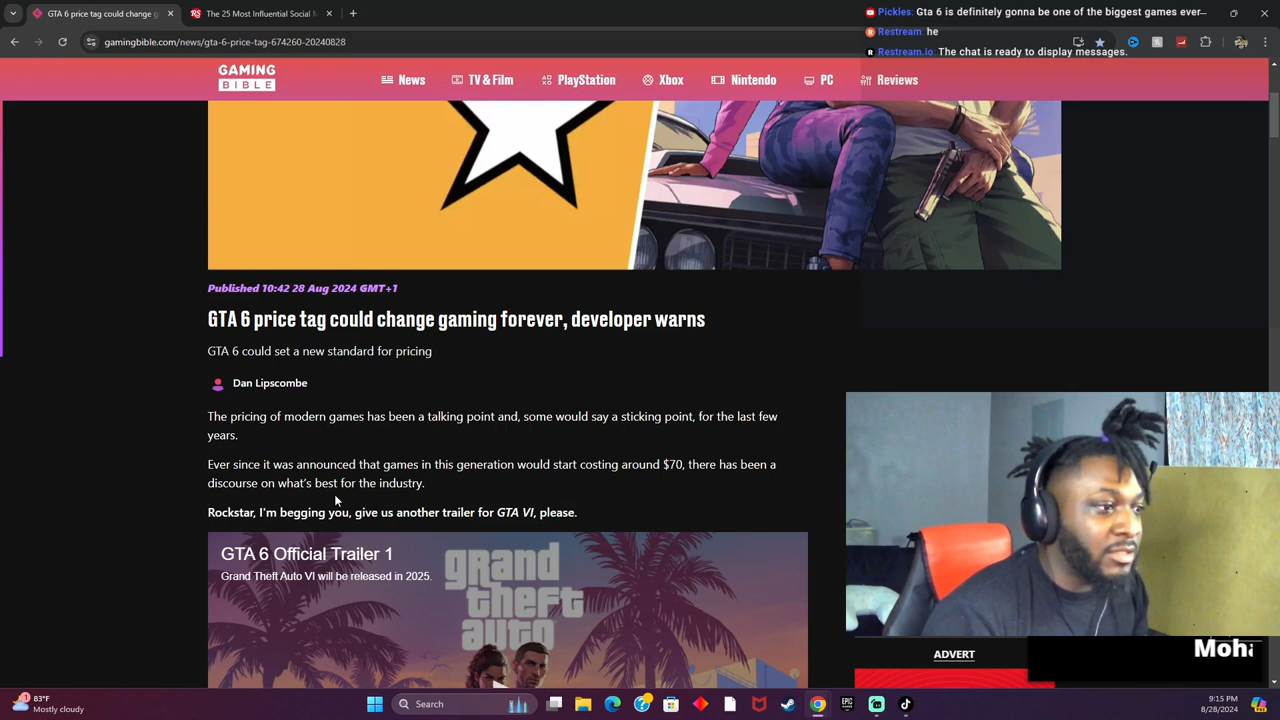 GTA 6 price tag could change g
The 25 Most Influential Social M
Pickles: Gta 6 is definitely gonna be one of the biggest games ever
Restream: he
Restream.io: The chat is ready to display messages.
gamingbible.com/news/gta-6-price-tag-674260-20240828
GAMING
BIBLE
News
TV & Film
PlayStation
Xbox
Nintendo
PC
Reviews
Published 10:42 28 Aug 2024 GMT+1
GTA 6 price tag could change gaming forever, developer warns
GTA 6 could set a new standard for pricing
Dan Lipscombe
The pricing of modern games has been a talking point and, some would say a sticking point, for the last few
years.
Ever since it was announced that games in this generation would start costing around $70, there has been a
discourse on what's best for the industry.
Rockstar, I'm begging you, give us another trailer for GTA VI, please.
GTA 6 Official Trailer 1
Grand Theft Auto VI will be released in 2025.
grand
theft
auto
ADVERT
Moha
83°F
Mostly cloudy
Search
9:15 PM
8/28/2024